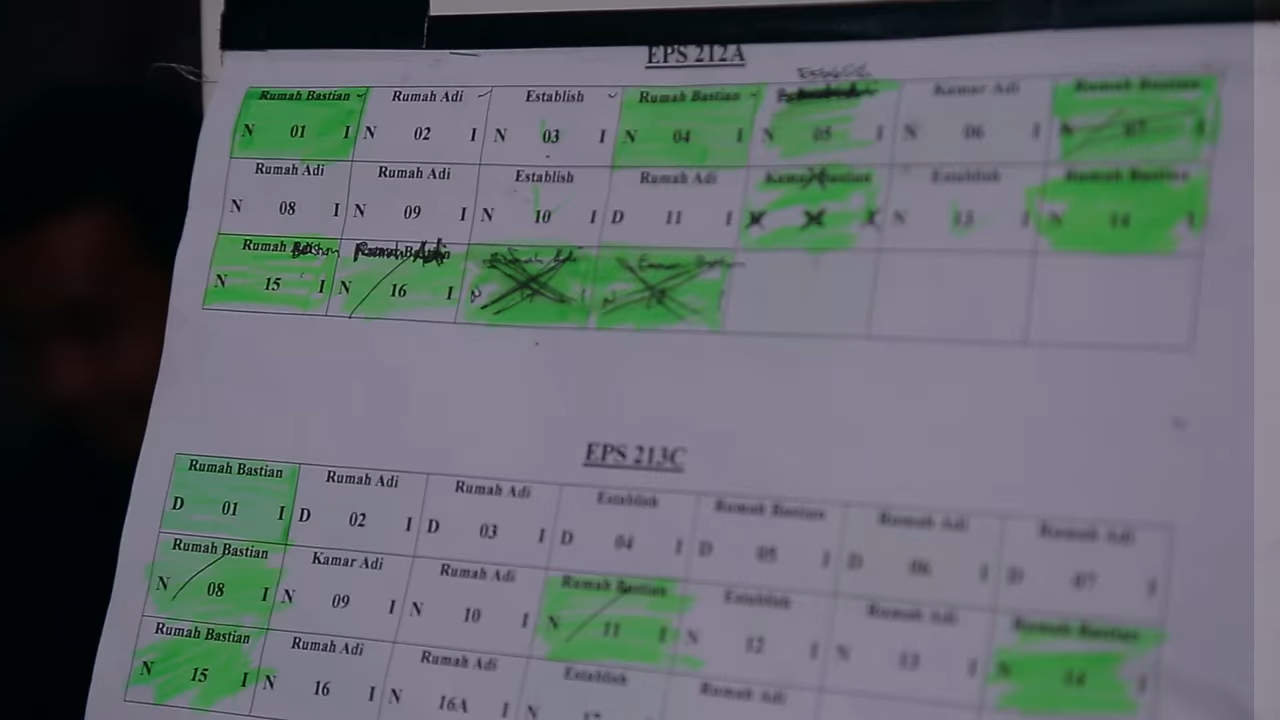 EPS 212A
Rumah Bastian Rumah Adi Establish Rumah Bastian Kamar Adi Rumah Bastian
N 01 I N 02 I N 03 I N 04 I N 05 I N 06 I N 07 I
Rumah Adi Rumah Adi Establish Rumah Adi Kamar Bastian Establish Rumah Bastian
N 08 I N 09 I N 10 I D 11 I N 13 I N 14 I
Rumah
N 15 I N 16 I
EPS 213C
Rumah Bastian Rumah Adi Rumah Adi Establish Rumah Bastian Rumah Adi Rumah Adi
D 01 I D 02 I D 03 I D 04 I D 05 I D 06 I D 07 I
Rumah Bastian Kamar Adi Rumah Adi Rumah Bastian Establish Rumah Adi Rumah Bastian
N 08 I N 09 I N 10 I N 11 I N 12 I N 13 I N 14 I
Rumah Bastian Rumah Adi Rumah Adi Establish Rumah Adi
N 15 I N 16 I N 16A I N